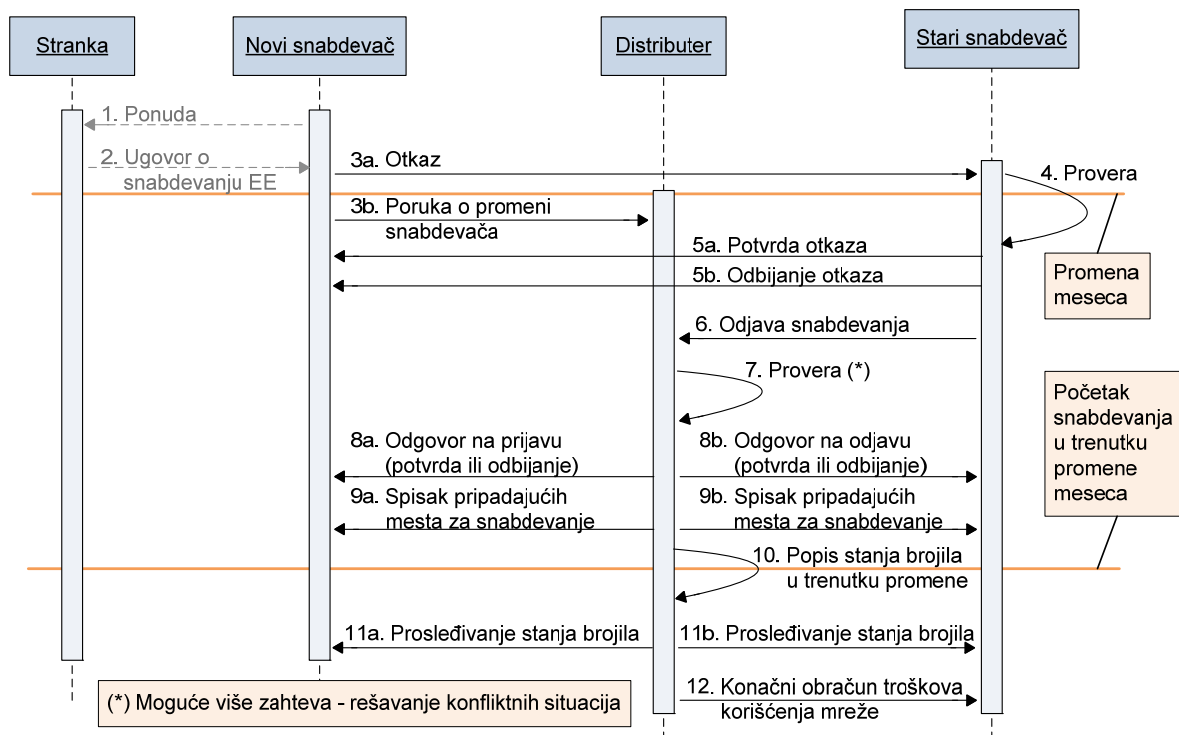 Stranka
Novi snabdevač
Distributer
Stari snabdevač
1. Ponuda
2. Ugovor o
snabdevanju EE
3a. Otkaz
4. Provera
3b. Poruka o promeni
snabdevača
5a. Potvrda otkaza
5b. Odbijanje otkaza
Promena
meseca
6. Odjava snabdevanja
7. Provera (*)
Početak
snabdevanja
u trenutku
promene
meseca
8a. Odgovor na prijavu
(potvrda ili odbijanje)
8b. Odgovor na odjavu
(potvrda ili odbijanje)
9a. Spisak pripadajućih
mesta za snabdevanje
9b. Spisak pripadajućih
mesta za snabdevanje
10. Popis stanja brojila
u trenutku promene
11a. Prosleđivanje stanja brojila
11b. Prosleđivanje stanja brojila
12. Konačni obračun troškova
korišćenja mreže
(*) Moguće više zahteva - rešavanje konfliktnih situacija